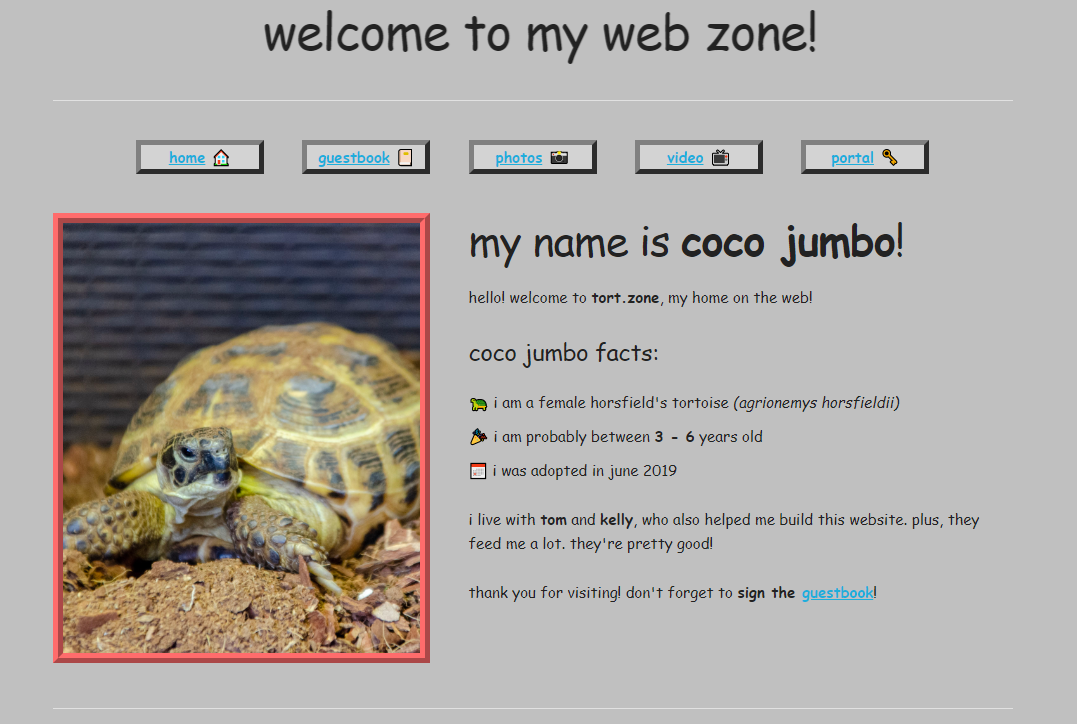 welcome to my web zone!
home
guestbook
photos
video
portal
my name is coco jumbo!
hello! welcome to tort.zone, my home on the web!
coco jumbo facts:
i am a female horsfield's tortoise (agrionemys horsfieldii)
i am probably between 3 - 6 years old
i was adopted in june 2019
i live with tom and kelly, who also helped me build this website. plus, they
feed me a lot. they're pretty good!
thank you for visiting! don't forget to sign the guestbook!